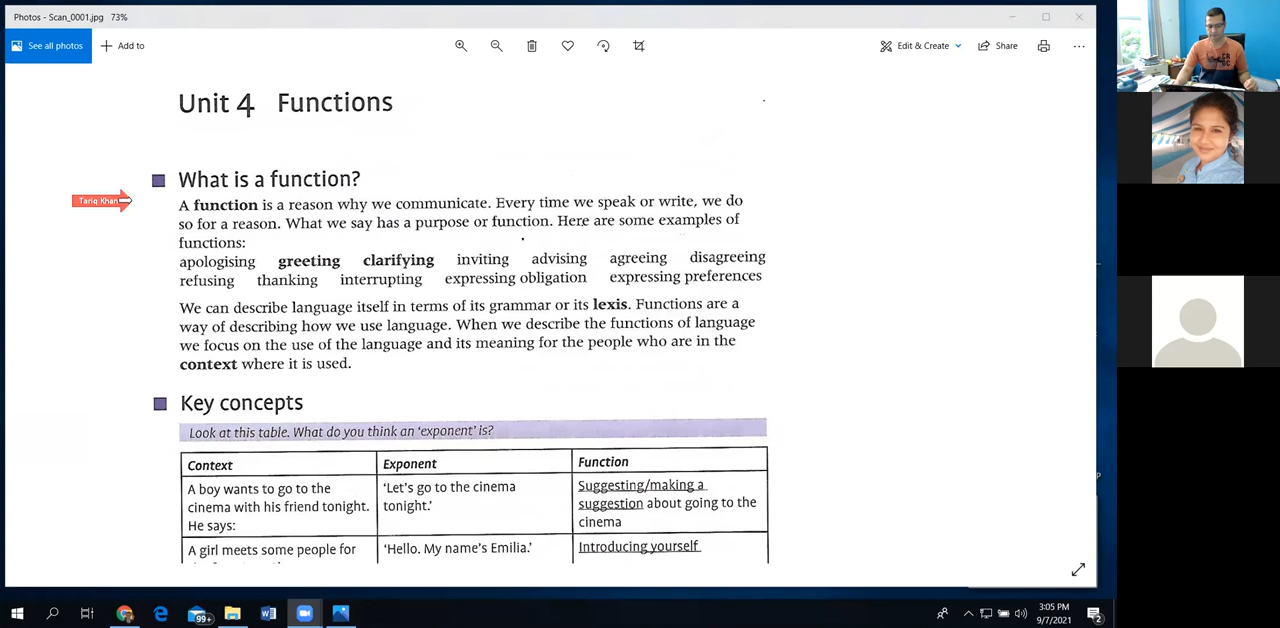 Photos - Scan_0001.jpg 73%
See all photos
Add to
Edit & Create
Share
Unit 4 Functions
What is a function?
Tariq Khan
A function is a reason why we communicate. Every time we speak or write, we do
so for a reason. What we say has a purpose or function. Here are some examples of
functions:
apologising greeting clarifying inviting advising agreeing disagreeing
refusing thanking interrupting expressing obligation expressing preferences
We can describe language itself in terms of its grammar or its lexis. Functions are a
way of describing how we use language. When we describe the functions of language
we focus on the use of the language and its meaning for the people who are in the
context where it is used.
Key concepts
Look at this table. What do you think an 'exponent' is?
Context Exponent Function
A boy wants to go to the
cinema with his friend tonight.
He says:
'Let's go to the cinema
tonight.'
Suggesting/making a
suggestion about going to the
cinema
A girl meets some people for
'Hello. My name's Emilia.'
Introducing yourself
99+
3:05 PM
9/7/2021
2